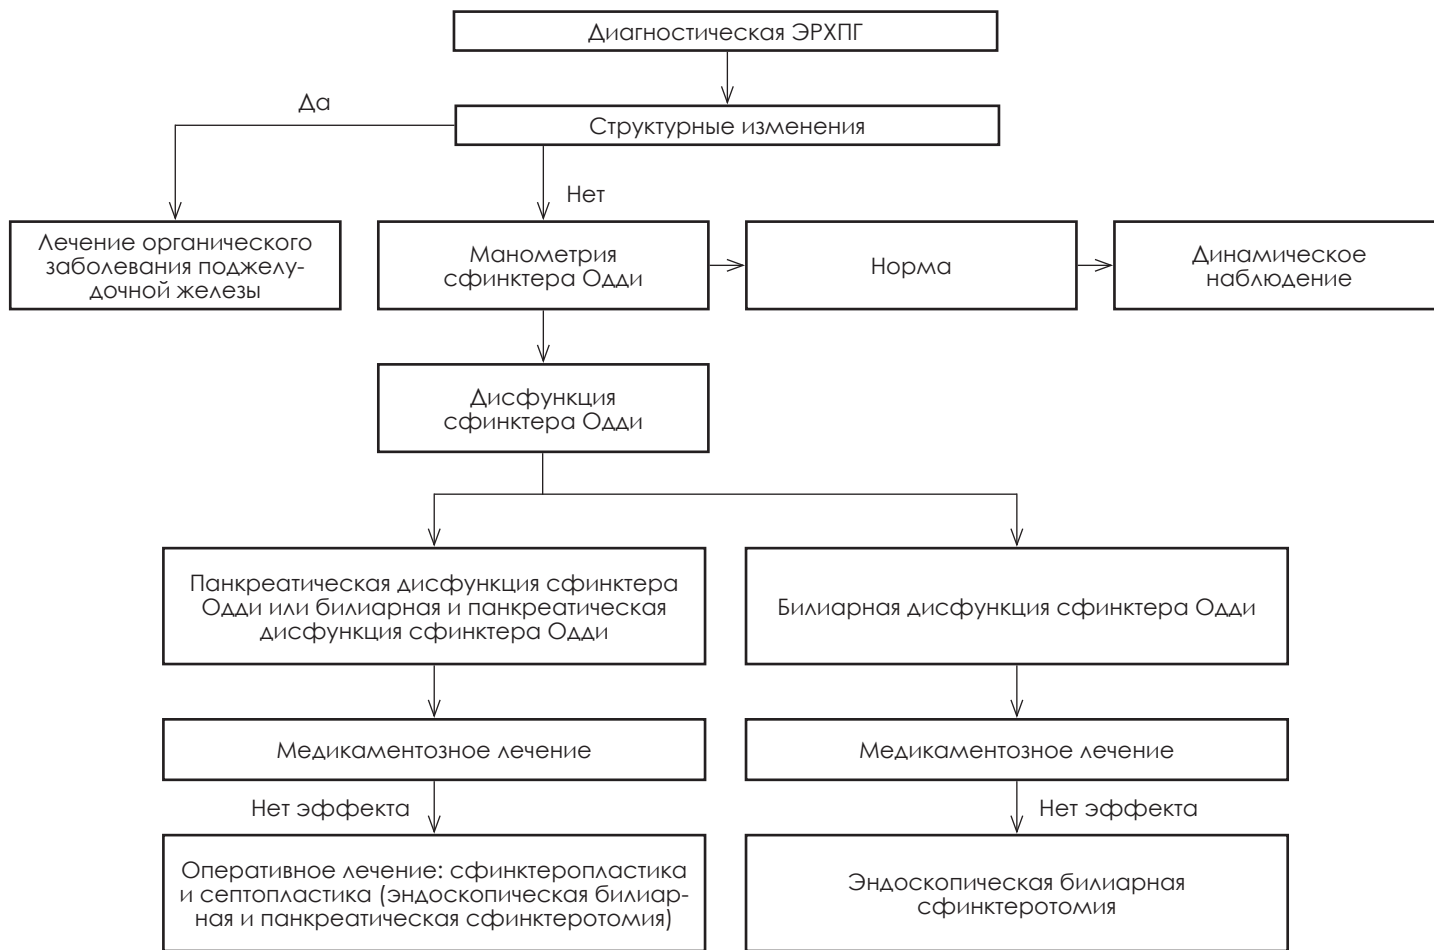 Диагностическая ЭРХПГ
Да
Структурные изменения
Нет
Лечение органического
заболевания поджелу-
дочной железы
Манометрия
сфинктера Одди
Норма
Динамическое
наблюдение
Дисфункция
сфинктера Одди
Панкреатическая дисфункция сфинктера
Одди или билиарная и панкреатическая
дисфункция сфинктера Одди
Билиарная дисфункция сфинктера Одди
Медикаментозное лечение
Медикаментозное лечение
Нет эффекта
Нет эффекта
Оперативное лечение: сфинктеропластика
и септопластика (эндоскопическая билиар-
ная и панкреатическая сфинктеротомия)
Эндоскопическая билиарная
сфинктеротомия